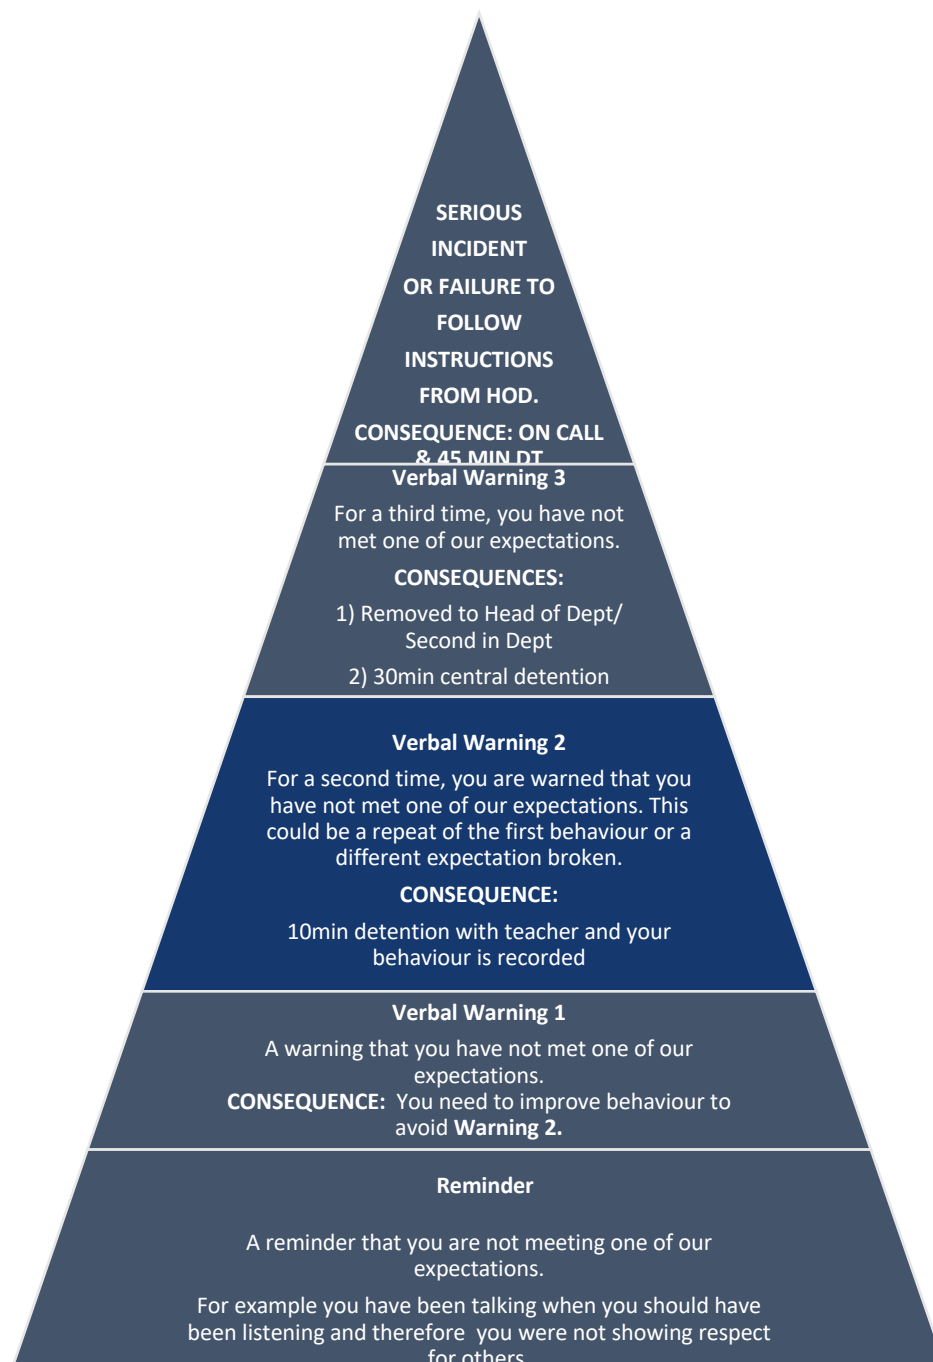 SERIOUS
INCIDENT
OR FAILURE TO
FOLLOW
INSTRUCTIONS
FROM HOD.
CONSEQUENCE: ON CALL
& 45 MIN DT
Verbal Warning 3
For a third time, you have not
met one of our expectations.
CONSEQUENCES:
1) Removed to Head of Dept/
Second in Dept
2) 30min central detention
Verbal Warning 2
For a second time, you are warned that you
have not met one of our expectations. This
could be a repeat of the first behaviour or a
different expectation broken.
CONSEQUENCE:
10min detention with teacher and your
behaviour is recorded
Verbal Warning 1
A warning that you have not met one of our
expectations.
CONSEQUENCE:  You need to improve behaviour to
avoid Warning 2.
Reminder
A reminder that you are not meeting one of our
expectations.
For example you have been talking when you should have
been listening and therefore  you were not showing respect
for others